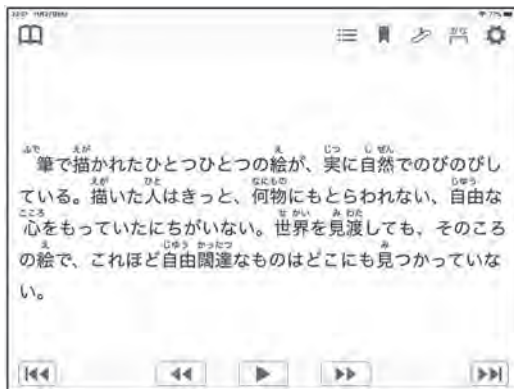 筆で描かれたひとつひとつの絵が、実に自然でのびのびし
ている。描いた人はきっと、何物にもとらわれない、自由な
心をもっていたにちがいない。世界を見渡しても、そのころ
の絵で、これほど自由闊達なものはどこにも見つかっていな
い。